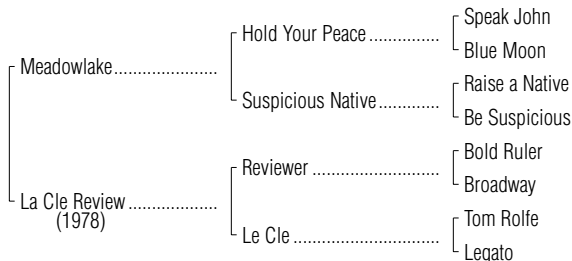 Speak John
Hold Your Peace ...............
Blue Moon
Meadowlake......................
Raise a Native
Suspicious Native.............
Be Suspicious
Bold Ruler
Reviewer ...........................
Broadway
La Cle Review ...................
(1978)
Tom Rolfe
Le Cle ...............................
Legato